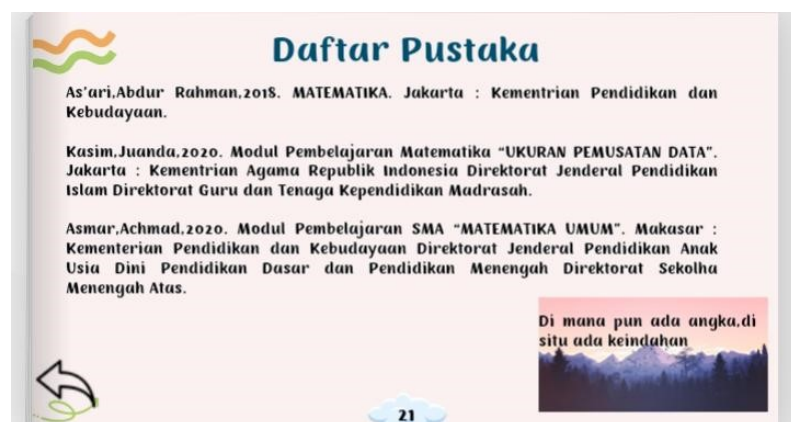 Daftar Pustaka
As'ari,Abdur Rahman,2018. MATEMATIKA. Jakarta : Kementrian Pendidikan dan
Kebudayaan.
Kasim,Juanda,2020. Modul Pembelajaran Matematika "UKURAN PEMUSATAN DATA".
Jakarta : Kementrian Agama Republik Indonesia Direktorat Jenderal Pendidikan
Islam Direktorat Guru dan Tenaga Kependidikan Madrasah.
Asmar,Achmad,2020. Modul Pembelajaran SMA "MATEMATIKA UMUM". Makasar :
Kementerian Pendidikan dan Kebudayaan Direktorat Jenderal Pendidikan Anak
Usia Dini Pendidikan Dasar dan Pendidikan Menengah Direktorat Sekolha
Menengah Atas.
Di mana pun ada angka,di
situ ada keindahan
21